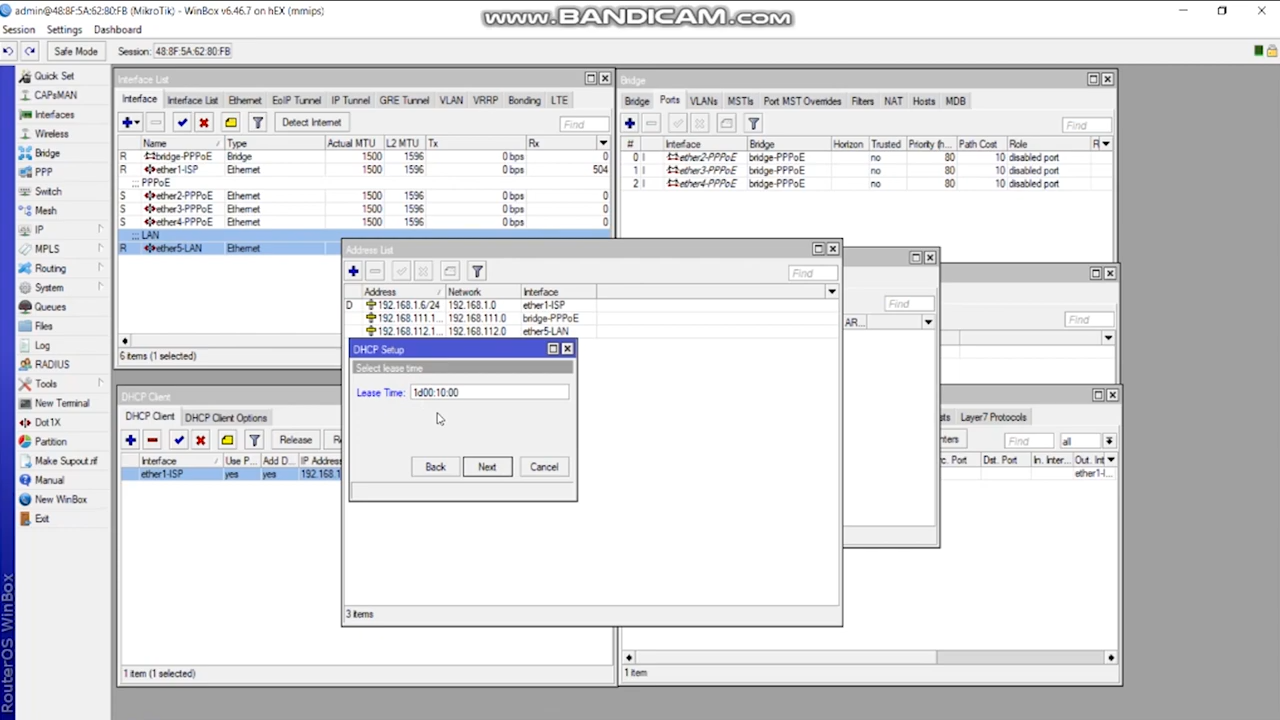 admin@48:8F:5A:62:80:FB (MikroTik) - WinBox v6.46.7 on hEX (mmips)
www.BANDICAM.com
Session Settings Dashboard
Safe Mode Session: 48:8F:5A:62:80:FB
Quick Set
CAPsMAN
Interfaces
Wireless
Bridge
PPP
Switch
Mesh
IP
MPLS
Routing
System
Queues
Files
Log
RADIUS
Tools
New Terminal
Dot1X
Partition
Make Supout.rif
Manual
New WinBox
Exit
RouterOS WinBox
Interface List
Interface Interface List Ethernet EoIP Tunnel IP Tunnel GRE Tunnel VLAN VRRP Bonding LTE
Detect Internet Find
Name Type Actual MTU L2 MTU Tx Rx
R bridge-PPPoE Bridge 1500 1596 0 bps 0
R ether1-ISP Ethernet 1500 1596 0 bps 504
::: PPPoE
S ether2-PPPoE Ethernet 1500 1596 0 bps 0
S ether3-PPPoE Ethernet 1500 1596 0 bps 0
S ether4-PPPoE Ethernet 1500 1596 0 bps 0
::: LAN
R ether5-LAN Ethernet
6 items (1 selected)
Bridge
Bridge Ports VLANs MSTIs Port MST Overrides Filters NAT Hosts MDB
Find
# Interface Bridge Horizon Trusted Priority (h... Path Cost Role R
0 I ether2-PPPoE bridge-PPPoE no 80 10 disabled port
1 I ether3-PPPoE bridge-PPPoE no 80 10 disabled port
2 I ether4-PPPoE bridge-PPPoE no 80 10 disabled port
Address List
Find
Address Network Interface
D 192.168.1.6/24 192.168.1.0 ether1-ISP
192.168.111.1... 192.168.111.0 bridge-PPPoE
192.168.112.1... 192.168.112.0 ether5-LAN
3 items
DHCP Setup
Select lease time
Lease Time: 1d00:10:00
Back Next Cancel
Find
AR...
Find
DHCP Client
DHCP Client DHCP Client Options
Release
Interface Use P... Add D... IP Address
ether1-ISP yes yes 192.168.1
1 item (1 selected)
Layer7 Protocols
Find all
Dst. Port In. Inter... Out. Int
ether1-I...
1 item